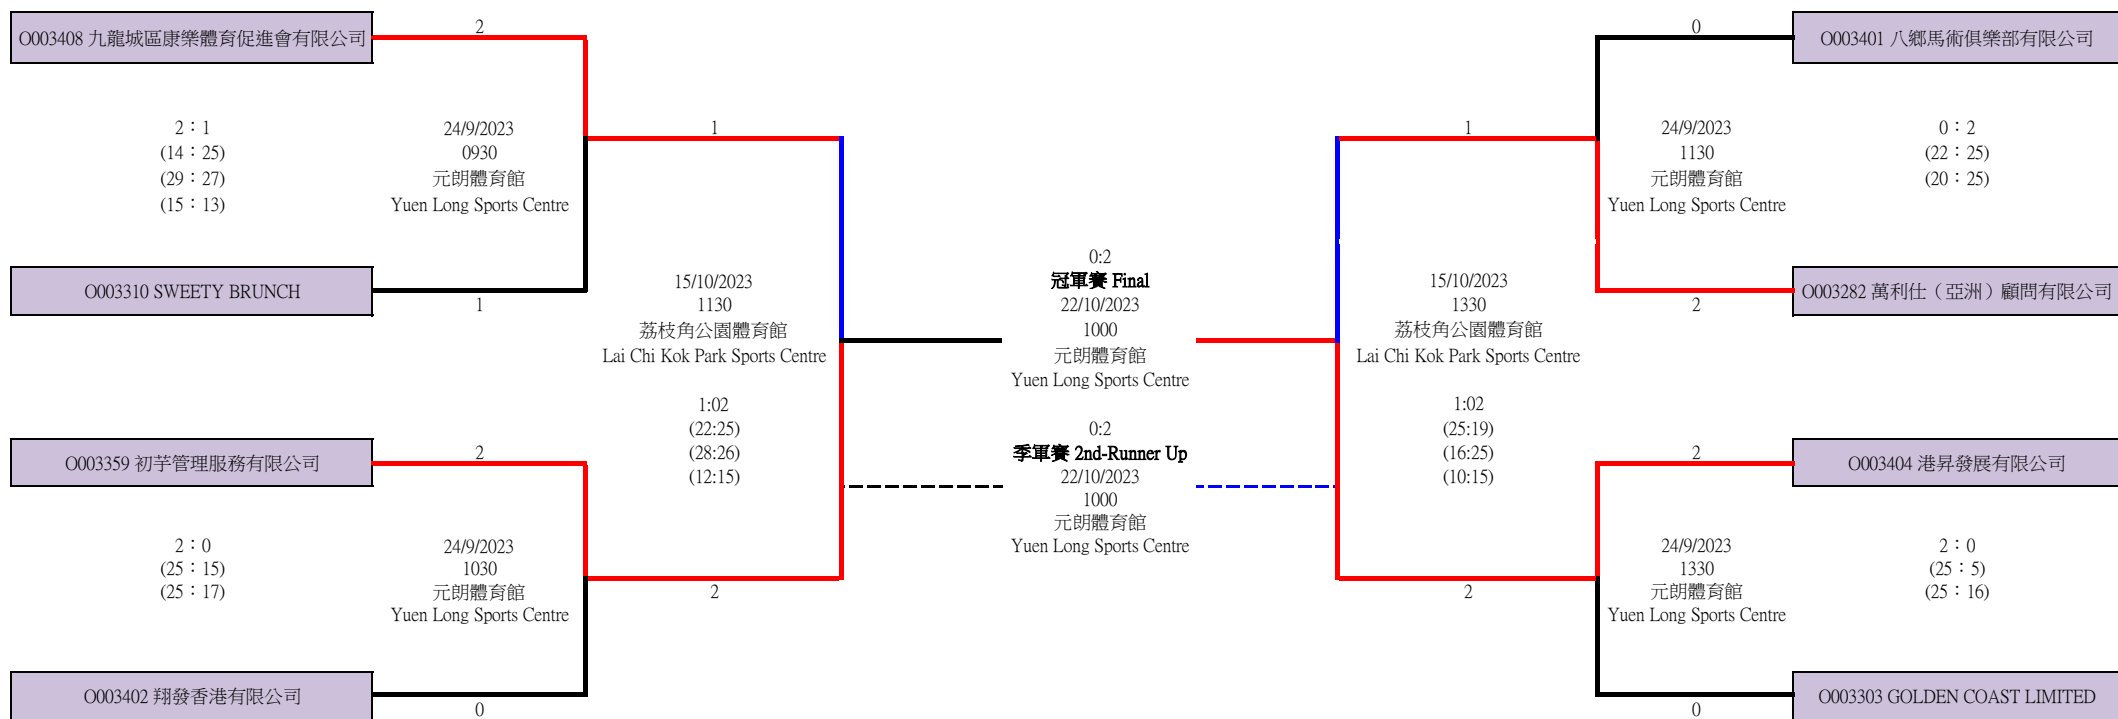 O003408 九龍城區康樂體育促進會有限公司
2
2：1
(14：25)
(29：27)
(15：13)
24/9/2023
0930
元朗體育館
Yuen Long Sports Centre
O003310 SWEETY BRUNCH
1
1
15/10/2023
1130
荔枝角公園體育館
Lai Chi Kok Park Sports Centre
1:02
(22:25)
(28:26)
(12:15)
O003359 初芋管理服務有限公司
2
2：0
(25：15)
(25：17)
24/9/2023
1030
元朗體育館
Yuen Long Sports Centre
2
O003402 翔發香港有限公司
0
0:2
冠軍賽 Final
22/10/2023
1000
元朗體育館
Yuen Long Sports Centre
0:2
季軍賽 2nd-Runner Up
22/10/2023
1000
元朗體育館
Yuen Long Sports Centre
0
O003401 八鄉馬術俱樂部有限公司
1
24/9/2023
1130
元朗體育館
Yuen Long Sports Centre
0：2
(22：25)
(20：25)
15/10/2023
1330
荔枝角公園體育館
Lai Chi Kok Park Sports Centre
1:02
(25:19)
(16:25)
(10:15)
O003282 萬利仕（亞洲）顧問有限公司
2
2
O003404 港昇發展有限公司
24/9/2023
1330
元朗體育館
Yuen Long Sports Centre
2：0
(25：5)
(25：16)
2
O003303 GOLDEN COAST LIMITED
0